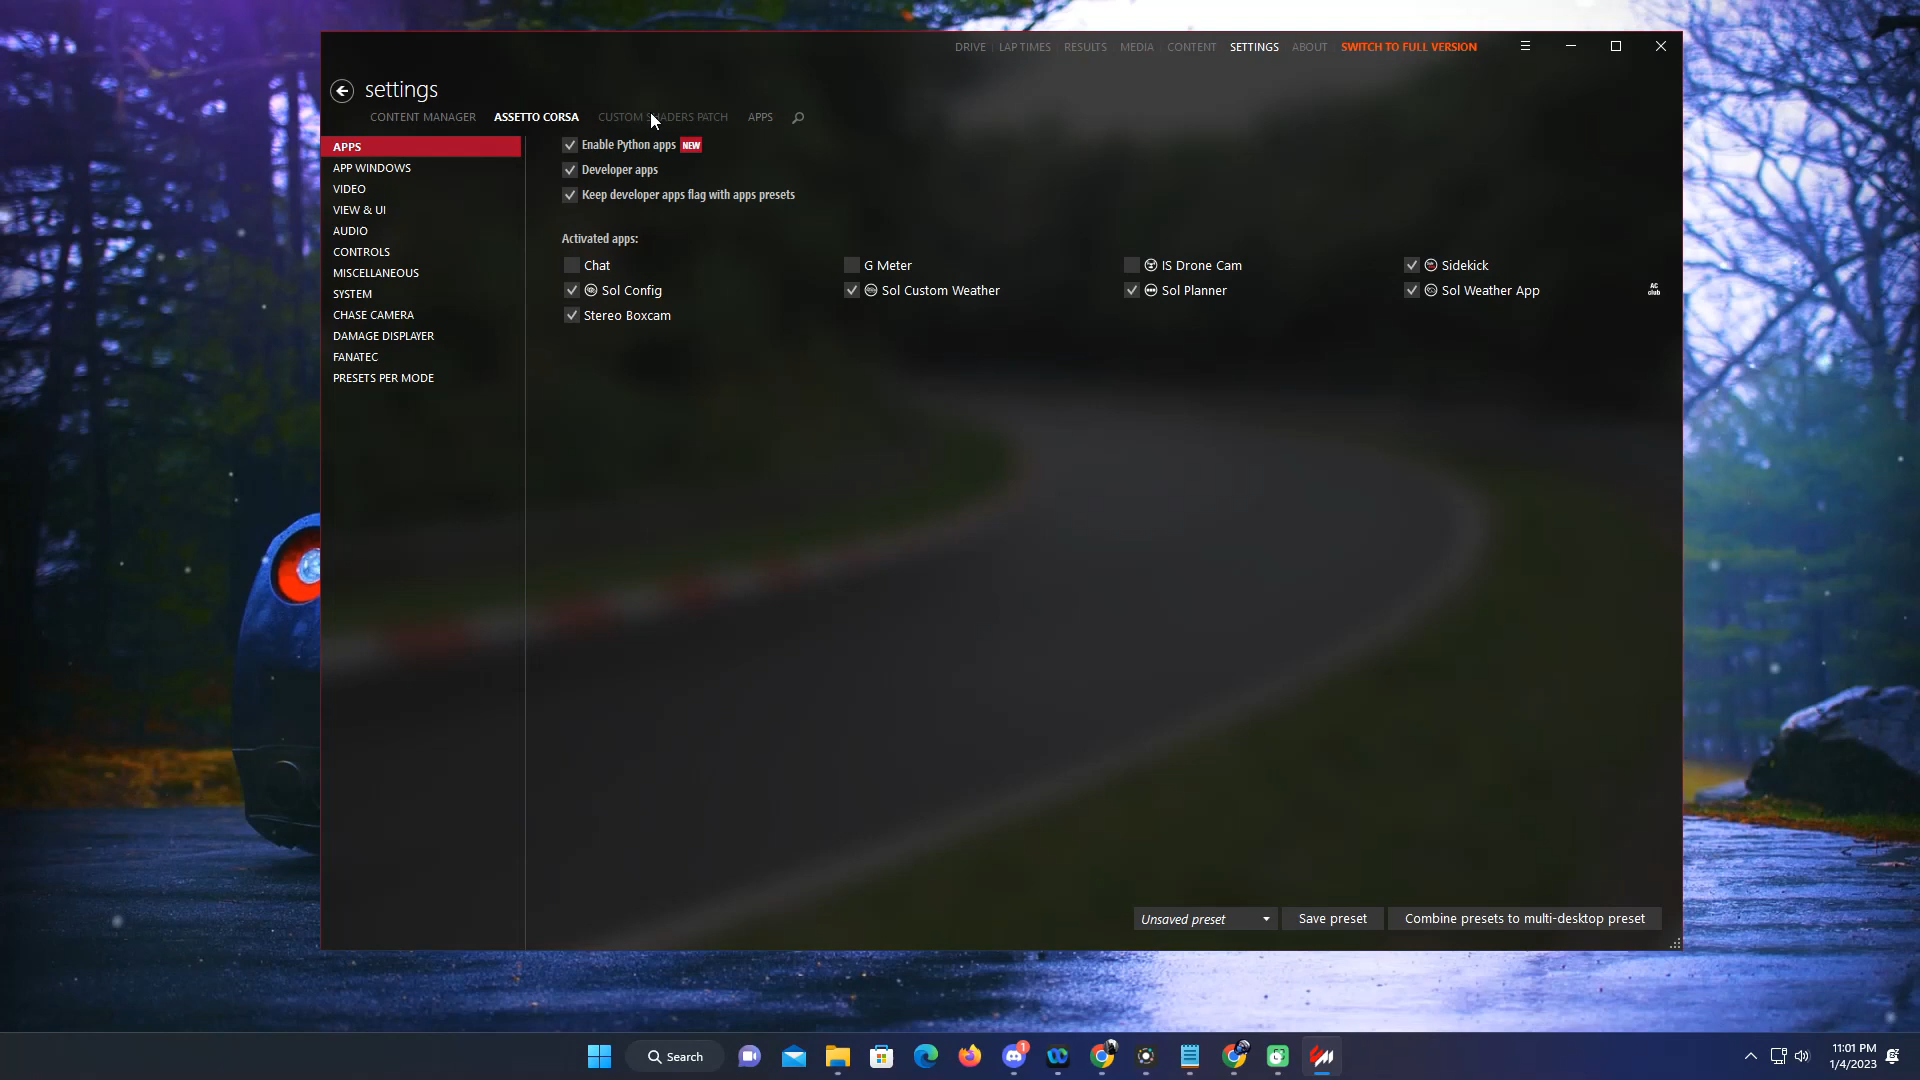 DRIVE LAP TIMES RESULTS MEDIA CONTENT SETTINGS ABOUT SWITCH TO FULL VERSION
settings
CONTENT MANAGER ASSETTO CORSA CUSTOM SHADERS PATCH APPS
APPS
APP WINDOWS
VIDEO
VIEW & UI
AUDIO
CONTROLS
MISCELLANEOUS
SYSTEM
CHASE CAMERA
DAMAGE DISPLAYER
FANATEC
PRESETS PER MODE
Enable Python apps NEW
Developer apps
Keep developer apps flag with apps presets
Activated apps:
Chat G Meter IS Drone Cam Sidekick
Sol Config Sol Custom Weather Sol Planner Sol Weather App AC club
Stereo Boxcam
Unsaved preset Save preset Combine presets to multi-desktop preset
Search 1 11:01 PM
1/4/2023